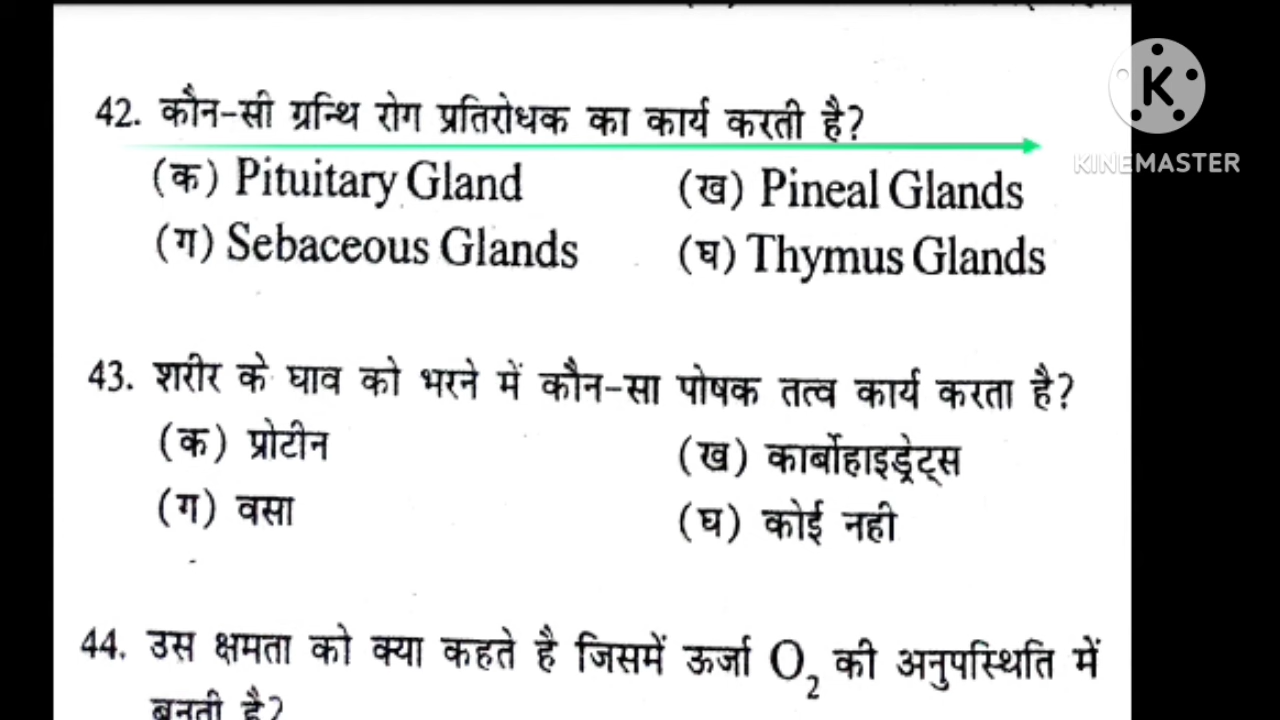 42. कौन-सी ग्रन्थि रोग प्रतिरोधक का कार्य करती है?
(क) Pituitary Gland (ख) Pineal Glands
(ग) Sebaceous Glands (घ) Thymus Glands
43. शरीर के घाव को भरने में कौन-सा पोषक तत्व कार्य करता है?
(क) प्रोटीन (ख) कार्बोहाइड्रेट्स
(ग) वसा (घ) कोई नही
44. उस क्षमता को क्या कहते है जिसमें ऊर्जा O₂ की अनुपस्थिति में
बनती है?
K
KINEMASTER